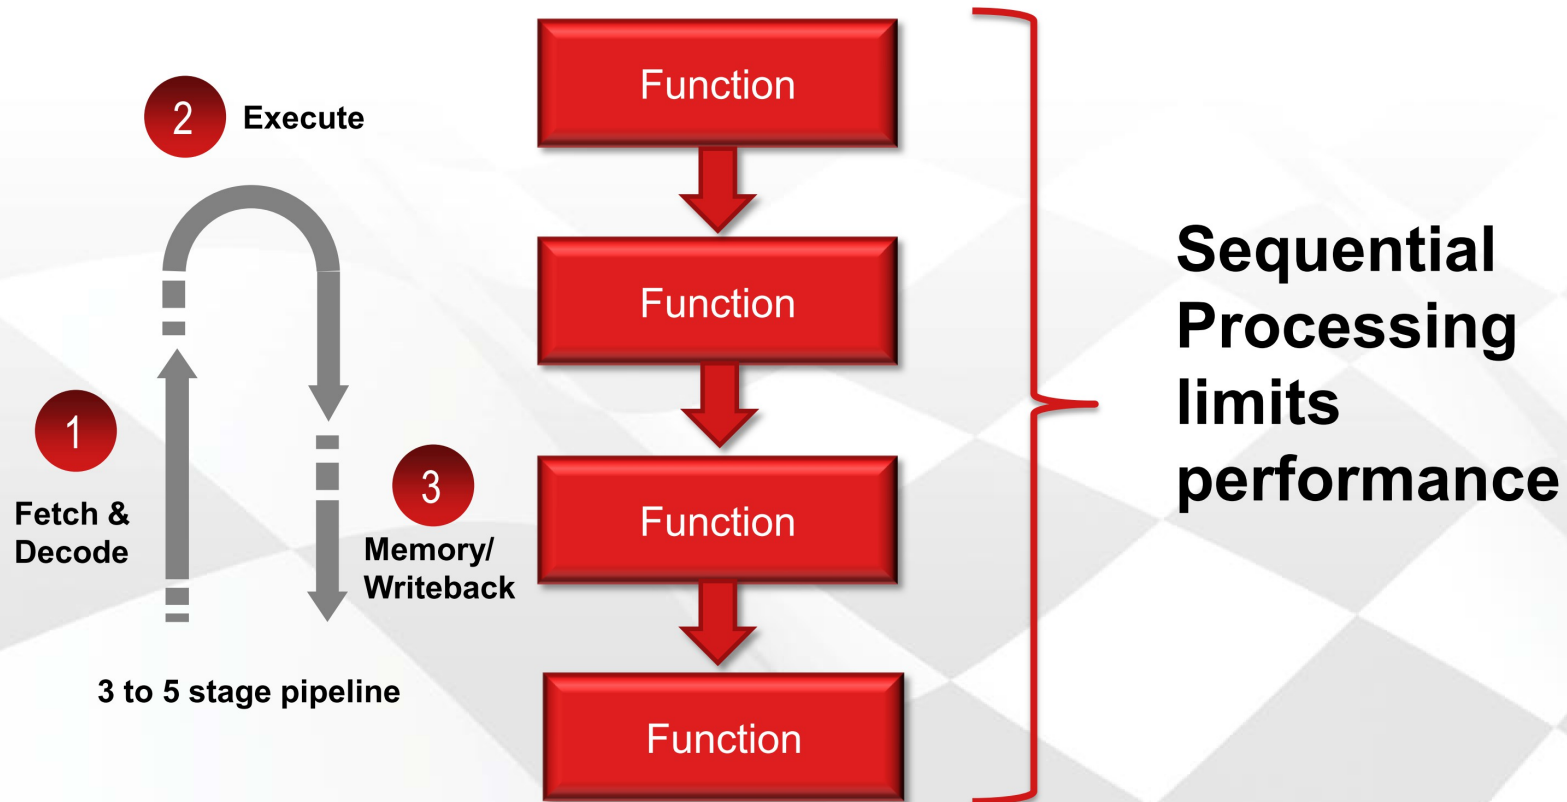 2
Execute
1
Fetch &
Decode
3
Memory/
Writeback
3 to 5 stage pipeline
Function
Function
Function
Function
Sequential
Processing
limits
performance